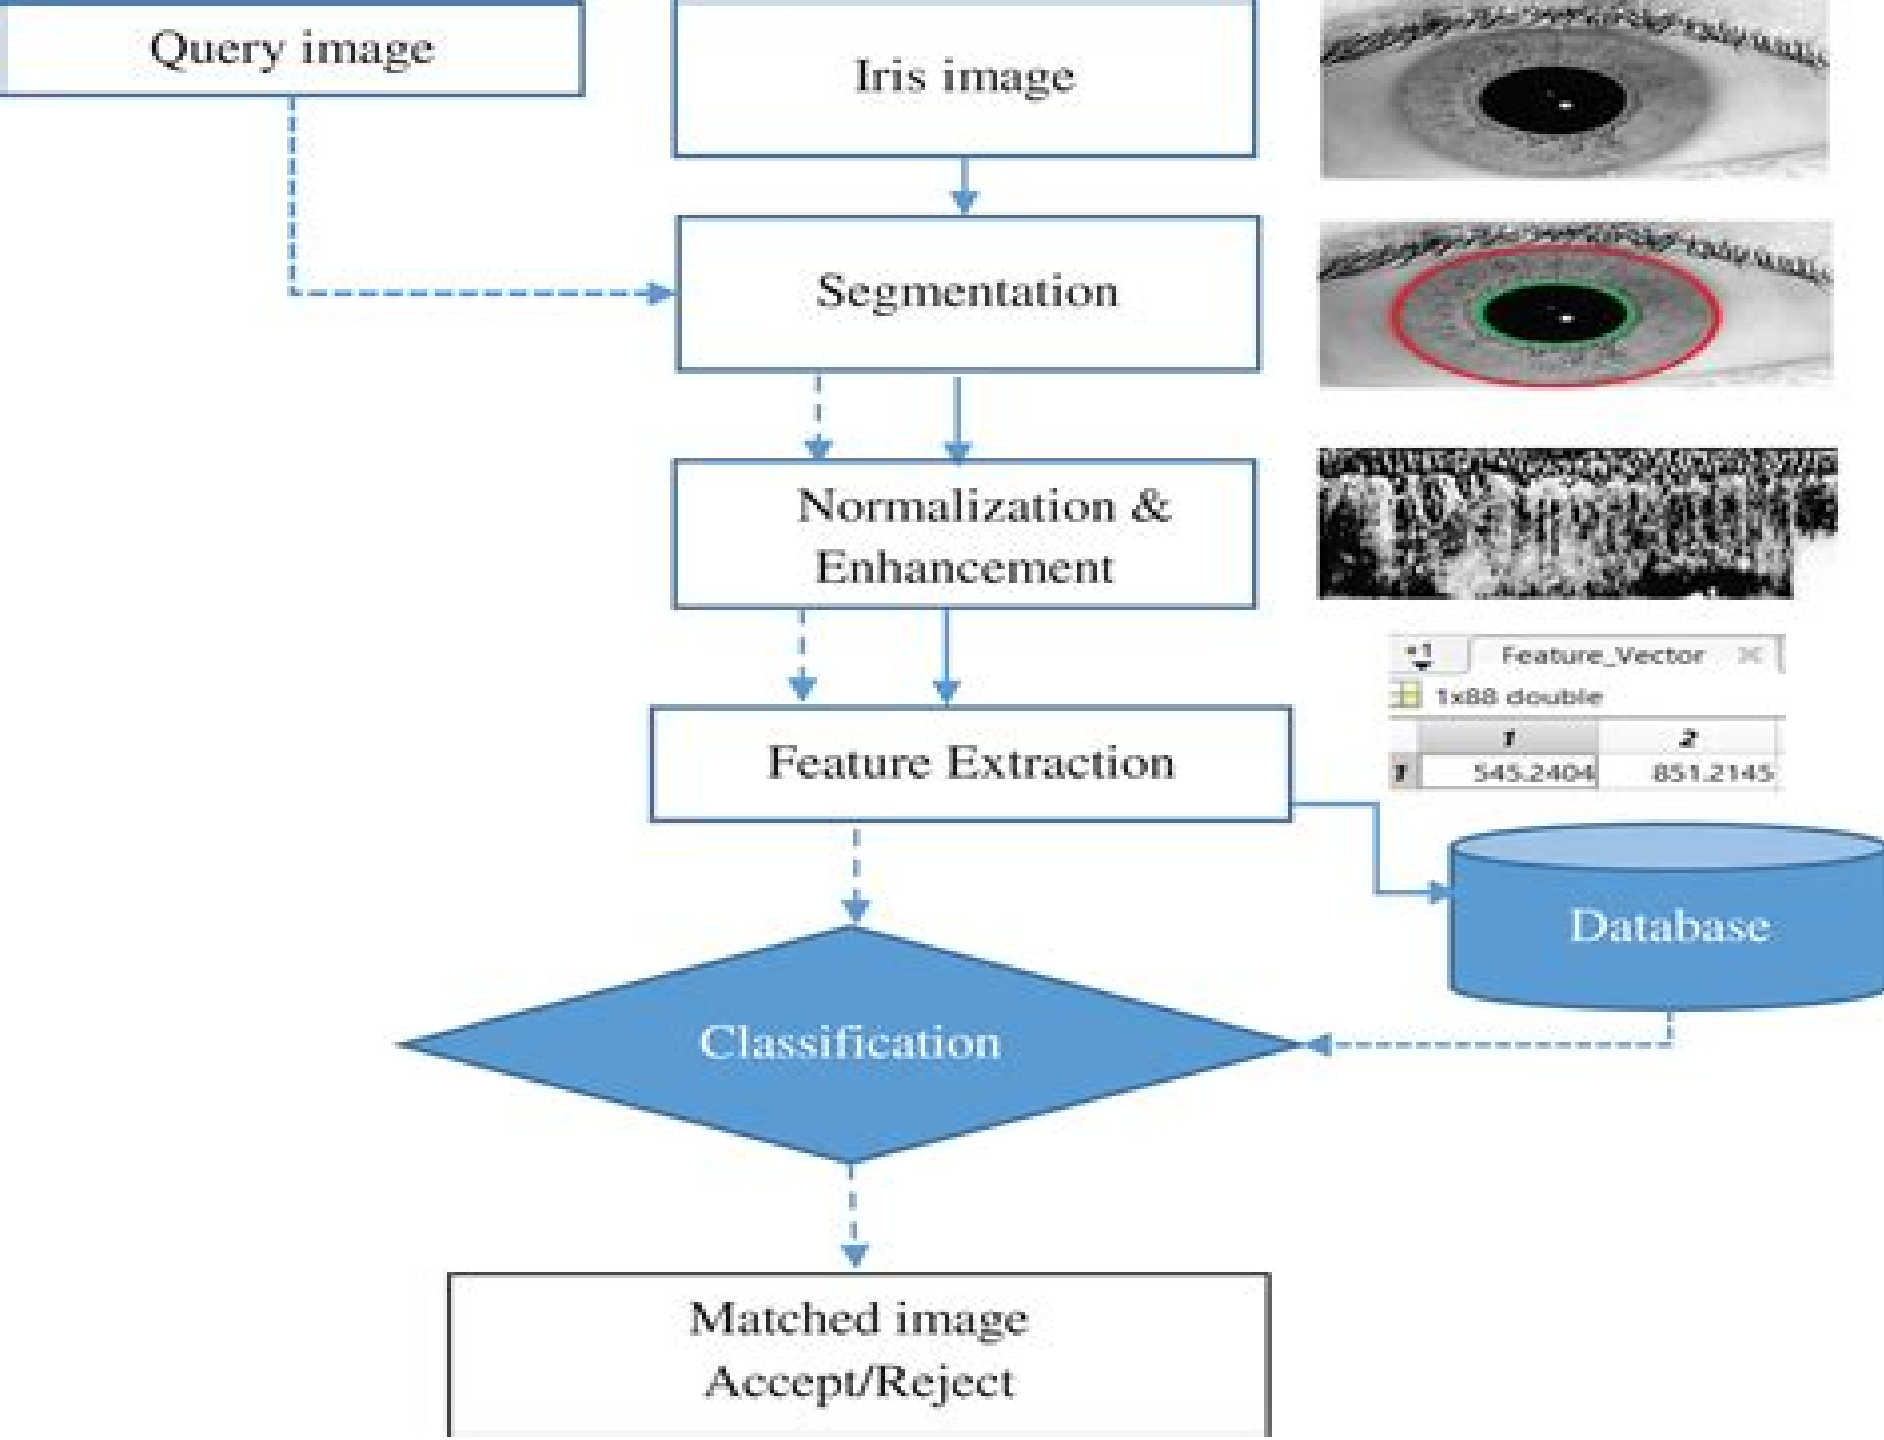 Query image
Iris image
Segmentation
Normalization &
Enhancement
Feature_Vector
1x88 double
1 2
1 545.2404 851.2145
Feature Extraction
Database
Classification
Matched image
Accept/Reject